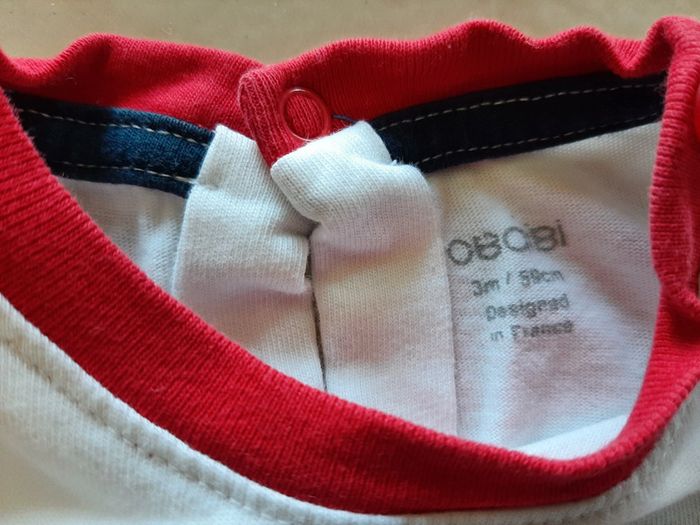 OBaiBi
3m / 59cm
Designed
in France